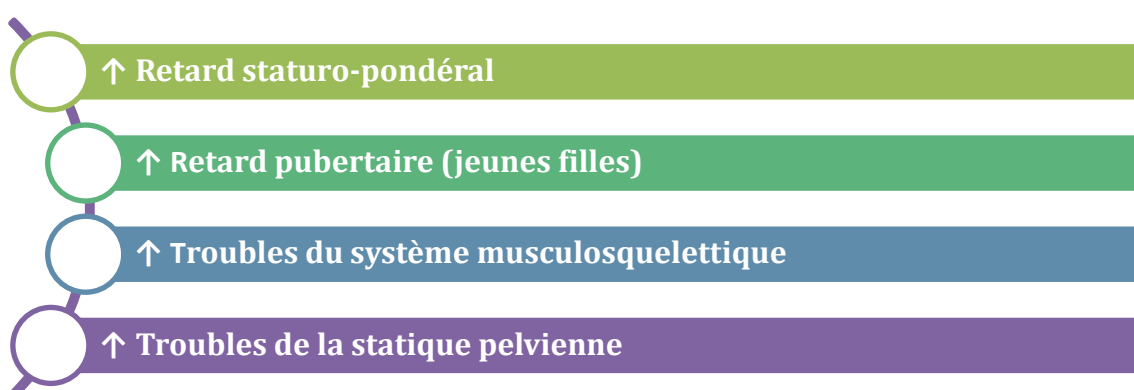 ↑ Retard staturo-pondéral
↑ Retard pubertaire (jeunes filles)
↑ Troubles du système musculosquelettique
↑ Troubles de la statique pelvienne